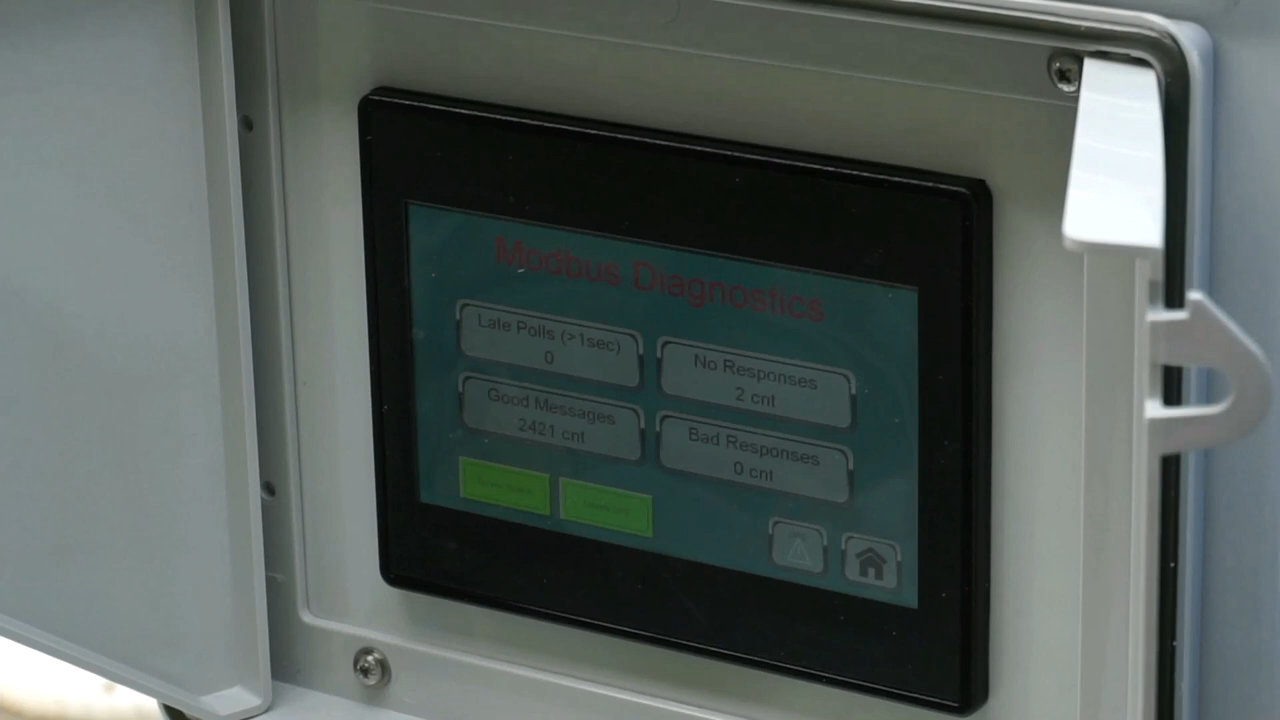 Modbus Diagnostics
Late Polls (>1sec)
0
No Responses
2 cnt
Good Messages
2421 cnt
Bad Responses
0 cnt